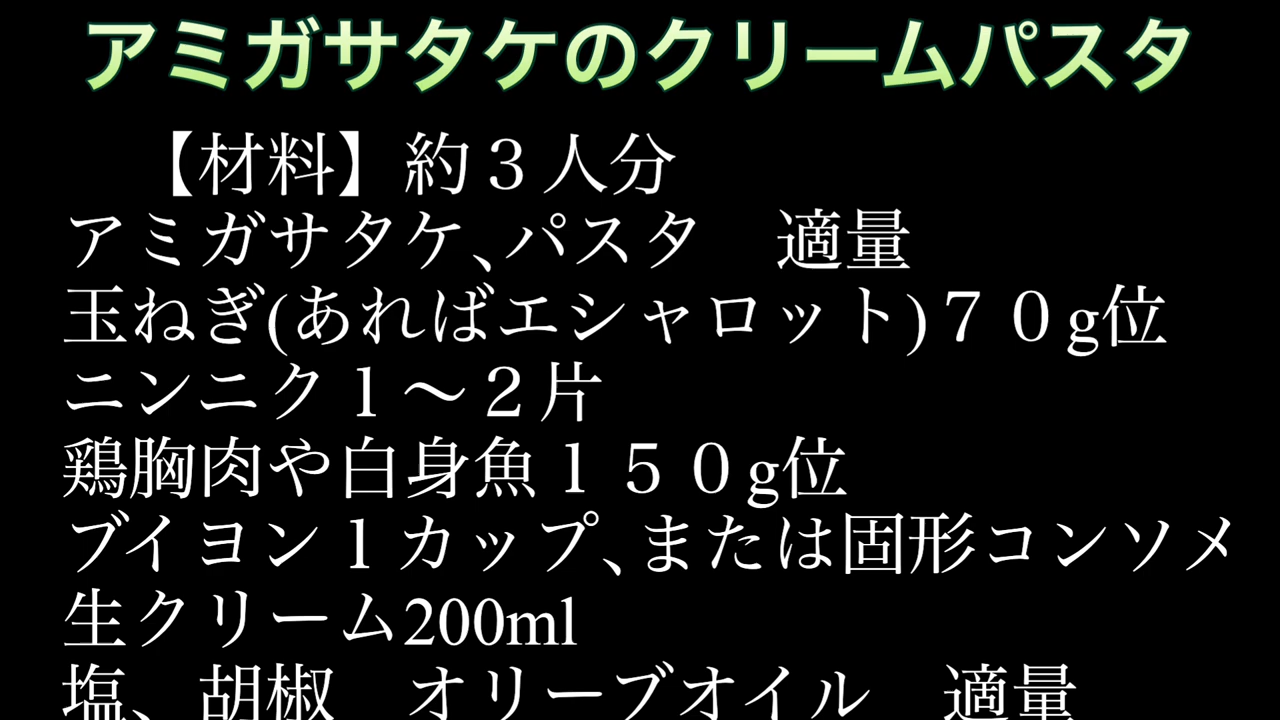 アミガサタケのクリームパスタ
【材料】約３人分
アミガサタケ、パスタ　適量
玉ねぎ(あればエシャロット)７０g位
ニンニク１～２片
鶏胸肉や白身魚１５０g位
ブイヨン１カップ、または固形コンソメ
生クリーム200ml
塩、胡椒　オリーブオイル　適量